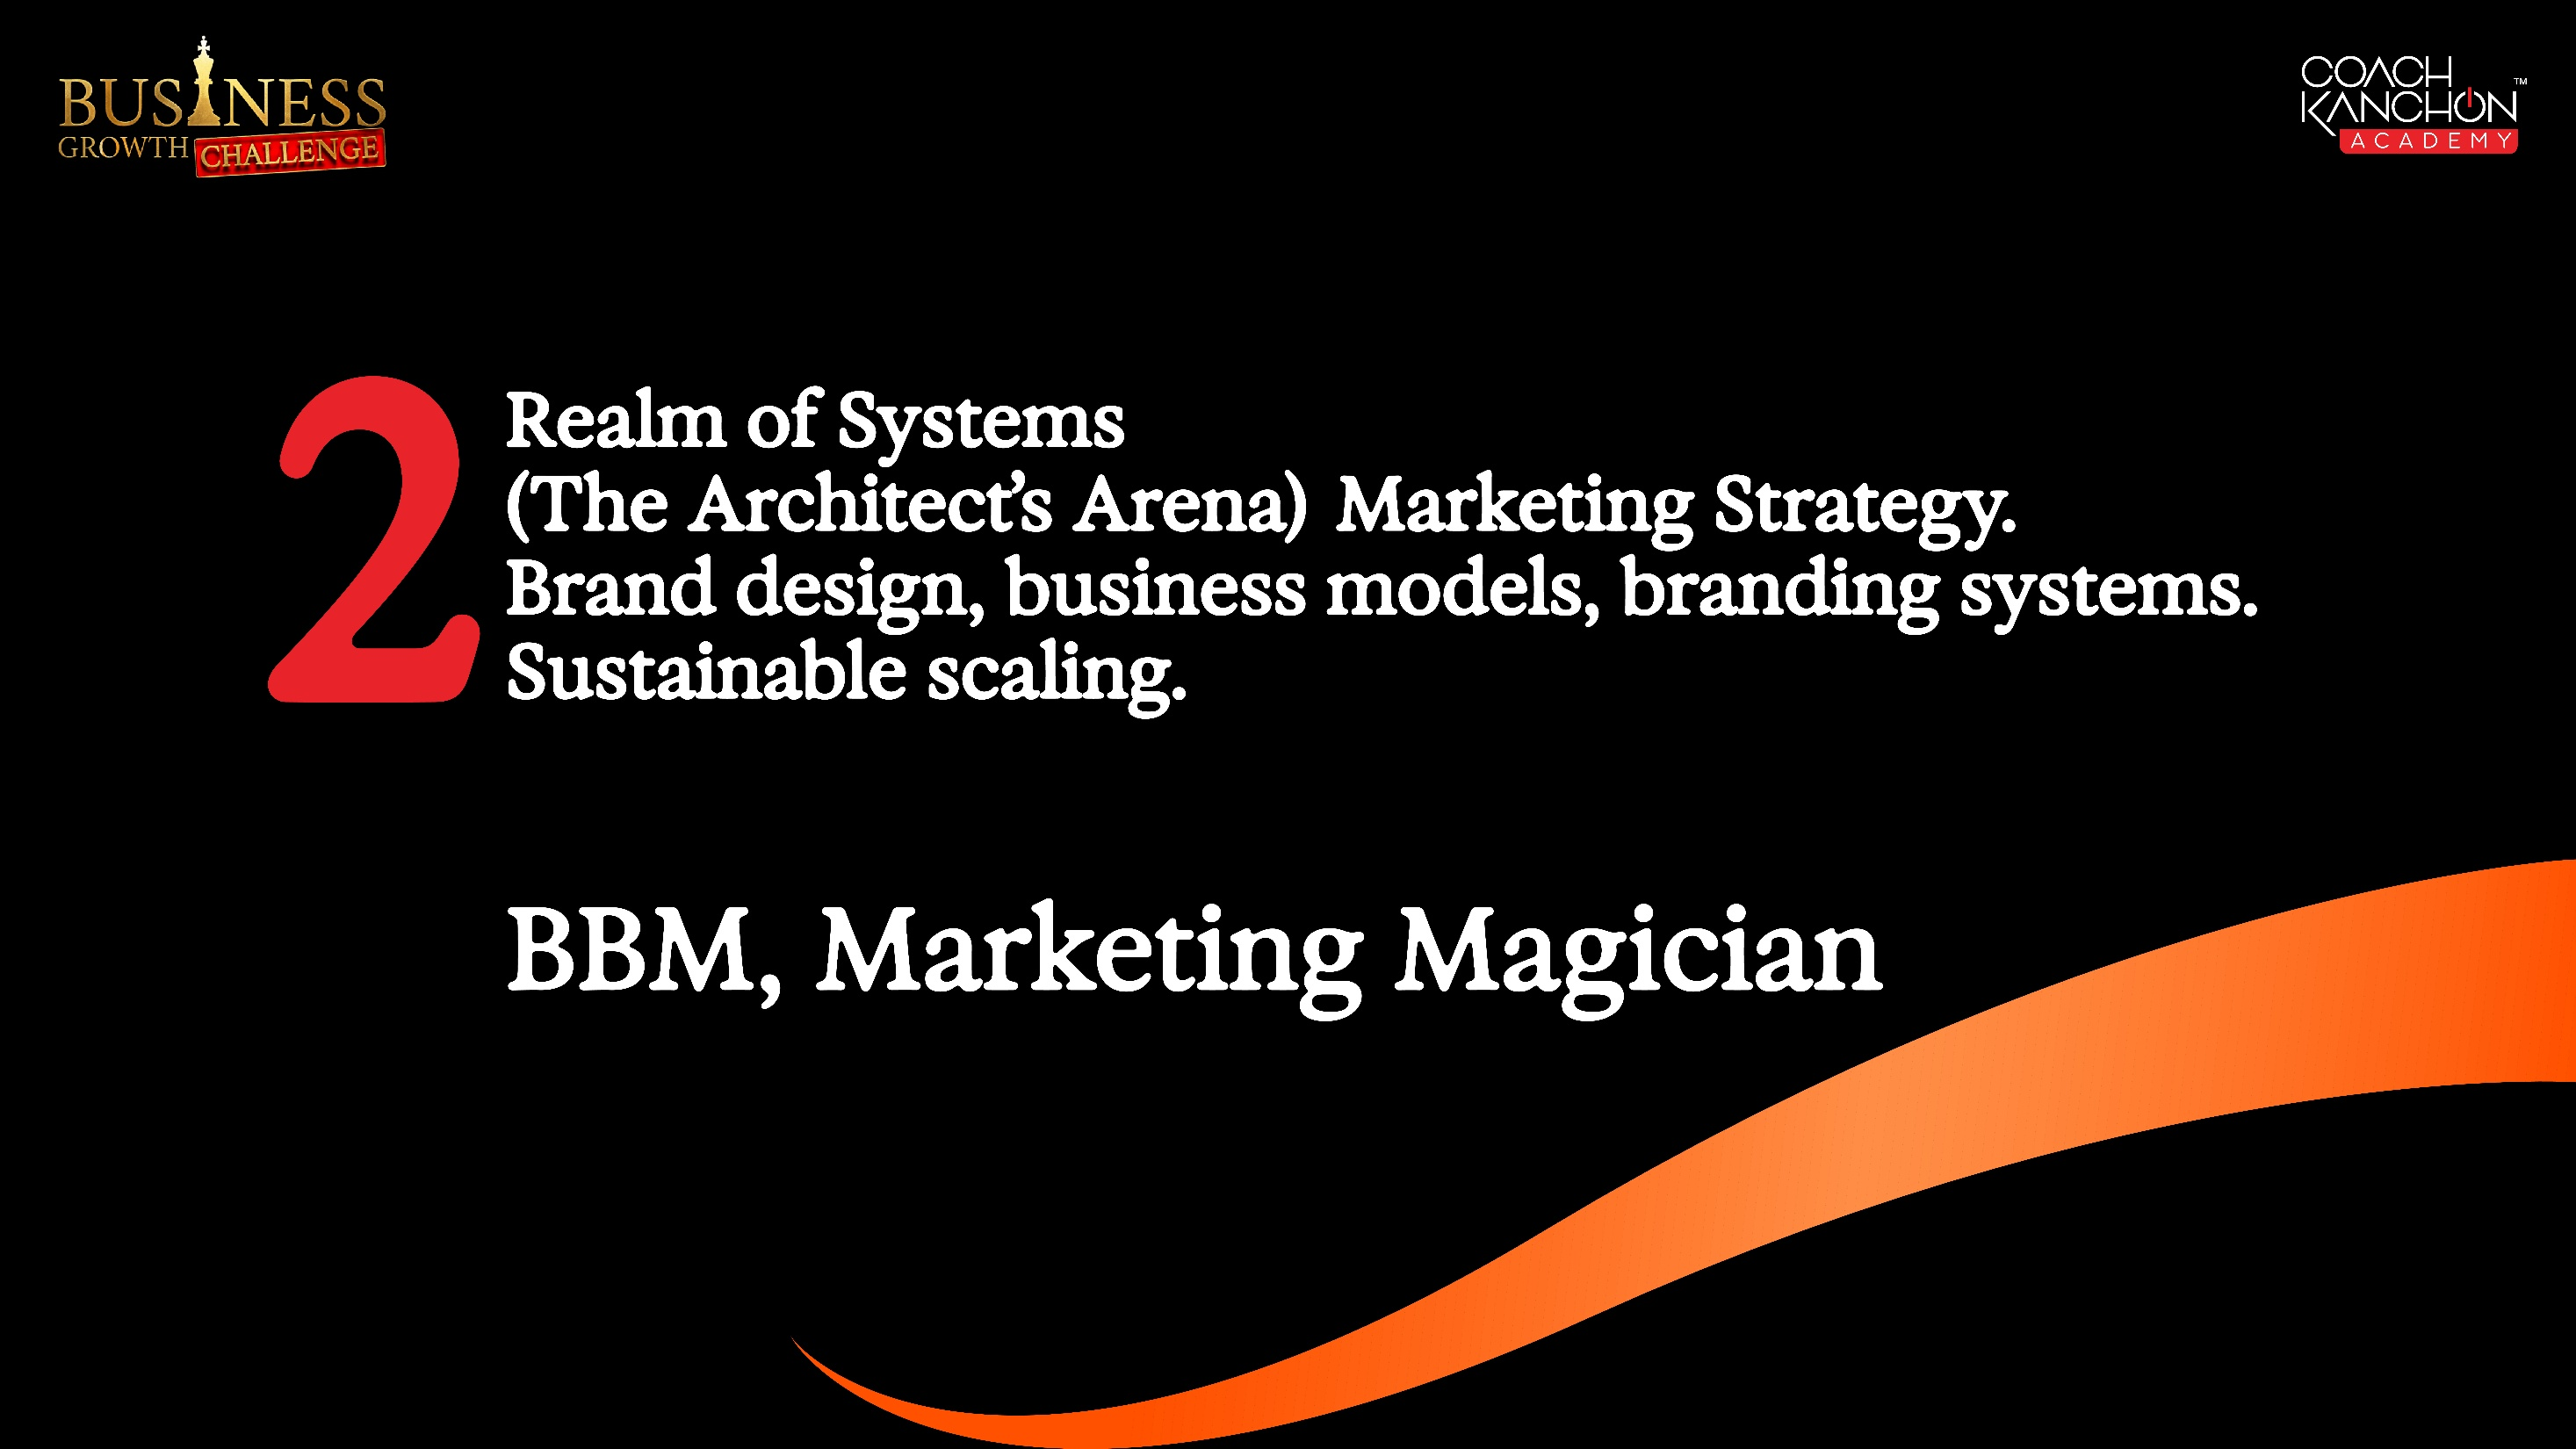 BUSINESS
GROWTH CHALLENGE
COACH
KANCHON™
ACADEMY
2
Realm of Systems
(The Architect’s Arena) Marketing Strategy.
Brand design, business models, branding systems.
Sustainable scaling.
BBM, Marketing Magician